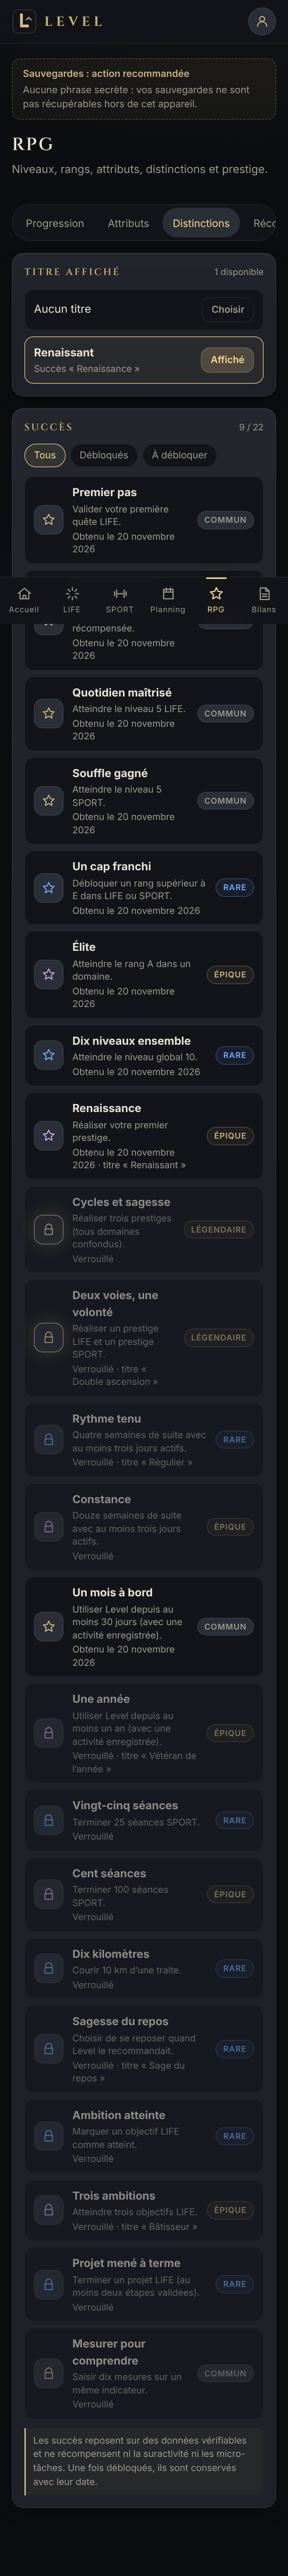 LEVEL
Sauvegardes : action recommandée
Aucune phrase secrète : vos sauvegardes ne sont
pas récupérables hors de cet appareil.
RPG
Niveaux, rangs, attributs, distinctions et prestige.
Progression Attributs Distinctions Réco
TITRE AFFICHÉ 1 disponible
Aucun titre Choisir
Renaissant
Succès « Renaissance »
Affiché
SUCCÈS 9 / 22
Tous Débloqués À débloquer
Premier pas
Valider votre première
quête LIFE.
Obtenu le 20 novembre
2026
COMMUN
Accueil LIFE SPORT Planning RPG Bilans
récompensée.
Obtenu le 20 novembre
2026
Quotidien maîtrisé
Atteindre le niveau 5 LIFE.
Obtenu le 20 novembre
2026
COMMUN
Souffle gagné
Atteindre le niveau 5
SPORT.
Obtenu le 20 novembre
2026
COMMUN
Un cap franchi
Débloquer un rang supérieur à
E dans LIFE ou SPORT.
Obtenu le 20 novembre 2026
RARE
Élite
Atteindre le rang A dans un
domaine.
Obtenu le 20 novembre
2026
ÉPIQUE
Dix niveaux ensemble
Atteindre le niveau global 10.
Obtenu le 20 novembre 2026
RARE
Renaissance
Réaliser votre premier
prestige.
Obtenu le 20 novembre
2026 · titre « Renaissant »
ÉPIQUE
Cycles et sagesse
Réaliser trois prestiges
(tous domaines
confondus).
Verrouillé
LÉGENDAIRE
Deux voies, une
volonté
Réaliser un prestige
LIFE et un prestige
SPORT.
Verrouillé · titre «
Double ascension »
LÉGENDAIRE
Rythme tenu
Quatre semaines de suite avec
au moins trois jours actifs.
Verrouillé · titre « Régulier »
RARE
Constance
Douze semaines de suite
avec au moins trois jours
actifs.
Verrouillé
ÉPIQUE
Un mois à bord
Utiliser Level depuis au
moins 30 jours (avec une
activité enregistrée).
Obtenu le 20 novembre
2026
COMMUN
Une année
Utiliser Level depuis au
moins un an (avec une
activité enregistrée).
Verrouillé · titre « Vétéran de
l'année »
ÉPIQUE
Vingt-cinq séances
Terminer 25 séances SPORT.
Verrouillé
RARE
Cent séances
Terminer 100 séances
SPORT.
Verrouillé
ÉPIQUE
Dix kilomètres
Courir 10 km d'une traite.
Verrouillé
RARE
Sagesse du repos
Choisir de se reposer quand
Level le recommandait.
Verrouillé · titre « Sage du
repos »
RARE
Ambition atteinte
Marquer un objectif LIFE
comme atteint.
Verrouillé
RARE
Trois ambitions
Atteindre trois objectifs LIFE.
Verrouillé · titre « Bâtisseur »
ÉPIQUE
Projet mené à terme
Terminer un projet LIFE (au
moins deux étapes validées).
Verrouillé
RARE
Mesurer pour
comprendre
Saisir dix mesures sur un
même indicateur.
Verrouillé
COMMUN
Les succès reposent sur des données vérifiables
et ne récompensent ni la suractivité ni les micro-
tâches. Une fois débloqués, ils sont conservés
avec leur date.